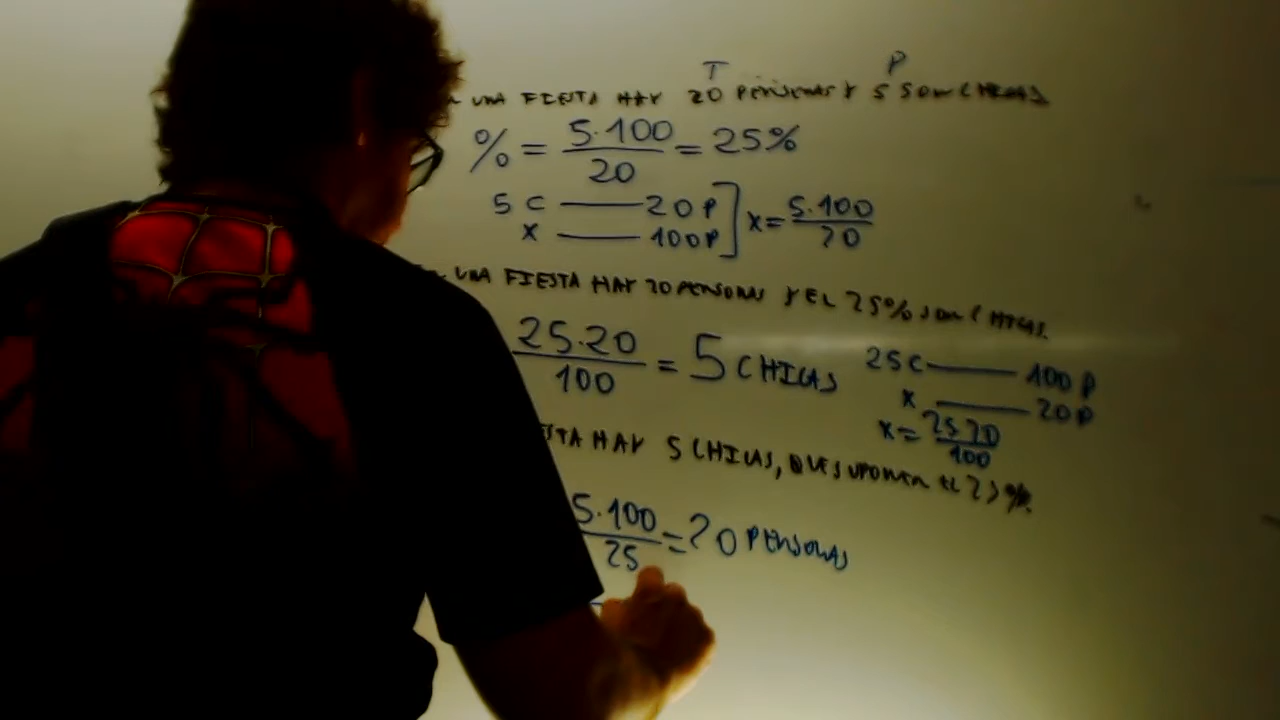 T P
UNA FIESTA HAY 20 PERSONAS Y 5 SON CHICAS
% = 5·100 / 20 = 25%
5 C —— 20 P ] x = 5·100 / 20
x —— 100 P
UNA FIESTA HAY 20 PERSONAS Y EL 25% SON CHICAS.
25·20 / 100 = 5 CHICAS
25 C —— 100 P
x —— 20 P
x = 25·20 / 100
STA HAY 5 CHICAS, QUE SUPONEN EL 25%.
5·100 / 25 = 20 PERSONAS